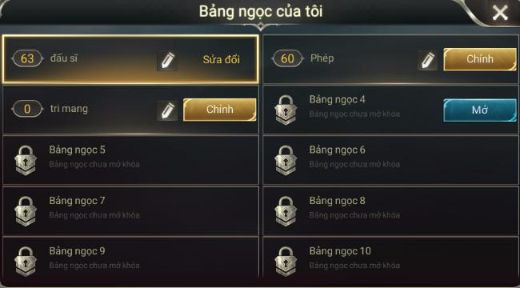 Bảng ngọc của tôi
63 đấu sĩ Sửa đổi
60 Phép Chỉnh
0 tri mang Chỉnh
Bảng ngọc 4
Bảng ngọc chưa mở khóa
Mở
Bảng ngọc 5
Bảng ngọc chưa mở khóa
Bảng ngọc 6
Bảng ngọc chưa mở khóa
Bảng ngọc 7
Bảng ngọc chưa mở khóa
Bảng ngọc 8
Bảng ngọc chưa mở khóa
Bảng ngọc 9
Bảng ngọc chưa mở khóa
Bảng ngọc 10
Bảng ngọc chưa mở khóa